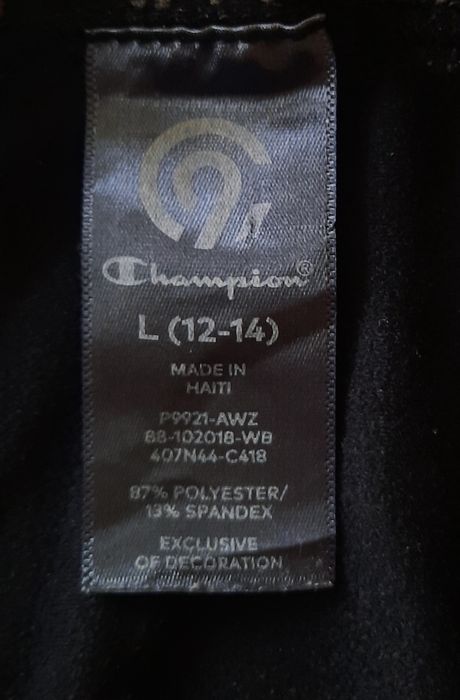 C9
Champion®
L (12-14)
MADE IN
HAITI
P9921-AWZ
88-102018-WB
407N44-C418
87% POLYESTER/
13% SPANDEX
EXCLUSIVE
OF DECORATION